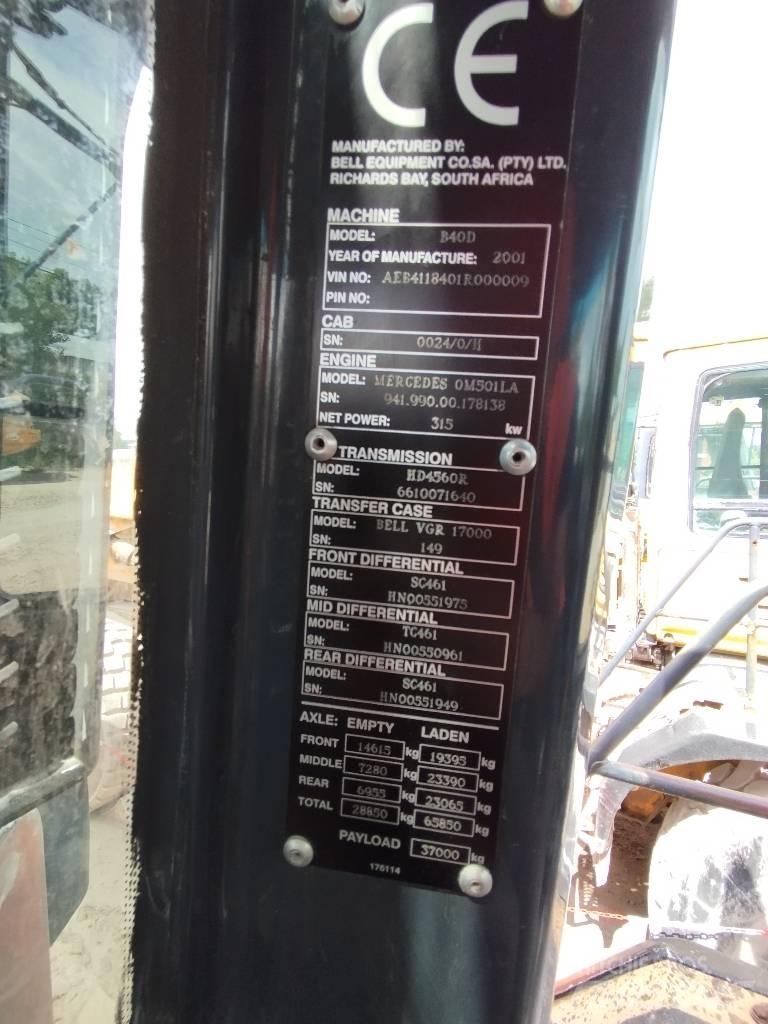 CE
MANUFACTURED BY:
BELL EQUIPMENT CO.SA. (PTY) LTD.
RICHARDS BAY, SOUTH AFRICA
MACHINE
MODEL: B40D
YEAR OF MANUFACTURE: 2001
VIN NO: AEB4118401R000009
PIN NO:
CAB
SN: 0024/0/H
ENGINE
MODEL: MERCEDES OM501LA
SN: 941.990.00.178138
NET POWER: 315 kw
TRANSMISSION
MODEL: HD4560R
SN: 6610071640
TRANSFER CASE
MODEL: BELL VGR 17000
SN: 149
FRONT DIFFERENTIAL
MODEL: SC461
SN: HN00551975
MID DIFFERENTIAL
MODEL: TC461
SN: HN00550961
REAR DIFFERENTIAL
MODEL: SC461
SN: HN00551949
AXLE: EMPTY LADEN
FRONT 14615 kg 19395 kg
MIDDLE 7280 kg 23390 kg
REAR 6955 kg 23065 kg
TOTAL 28850 kg 65850 kg
PAYLOAD 37000 kg
176114